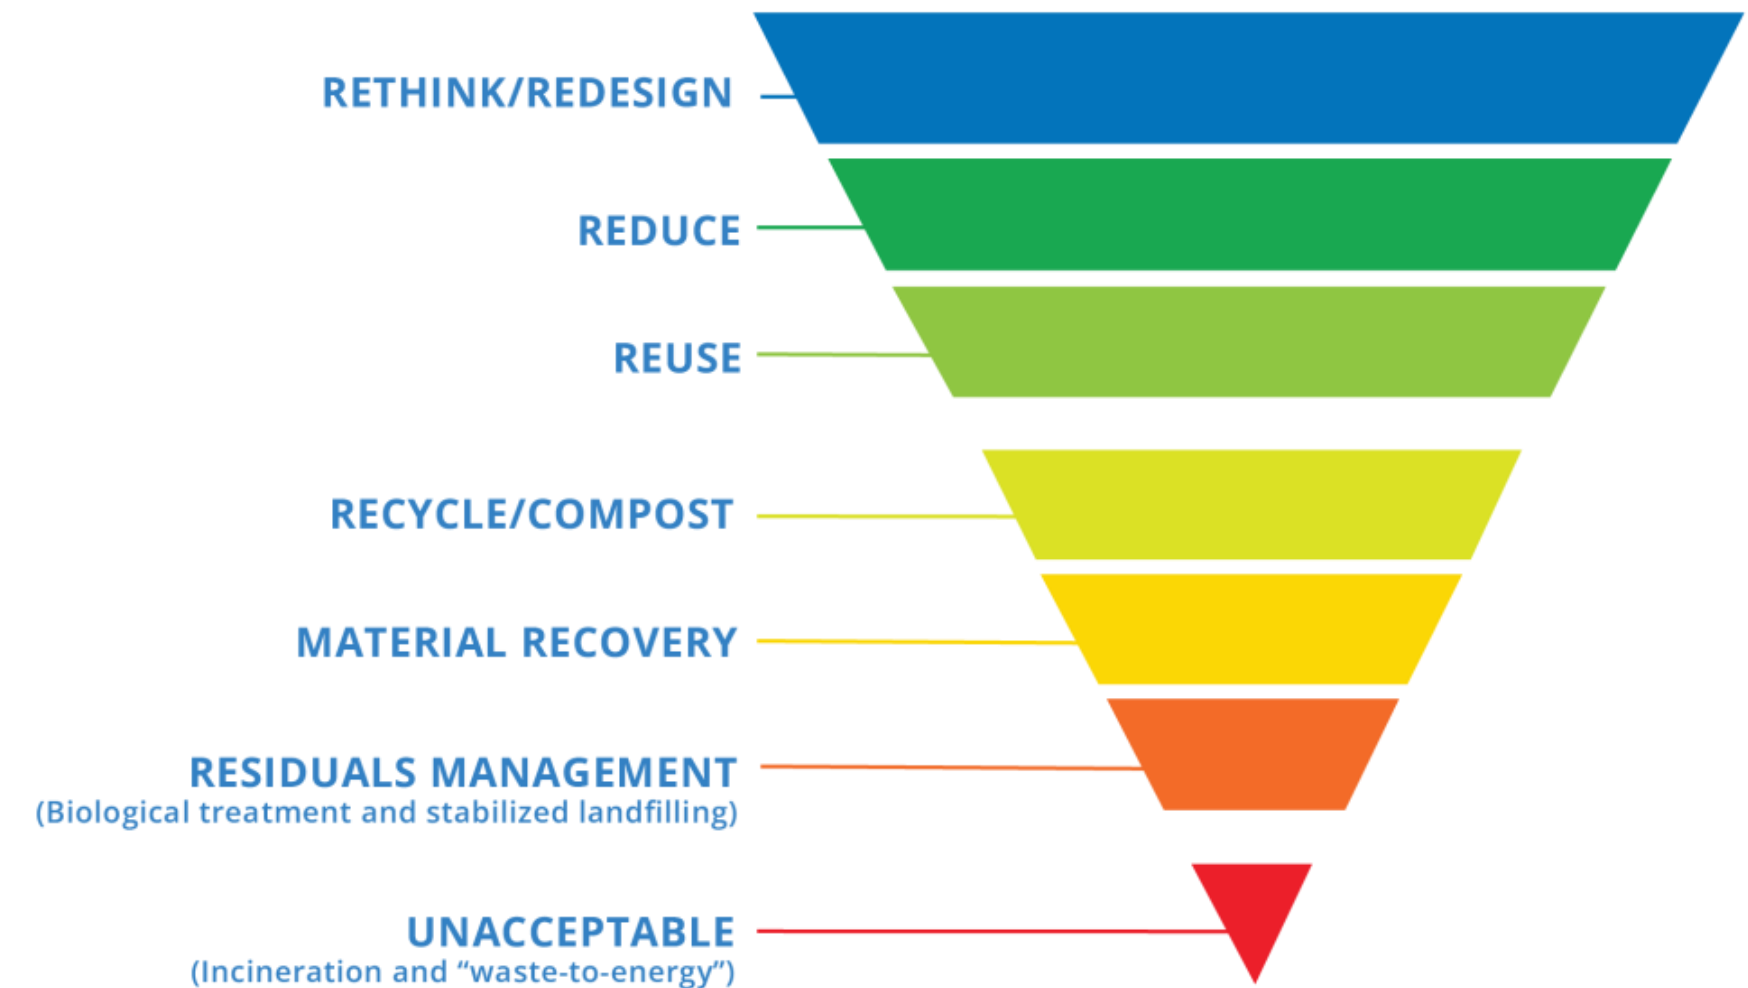 RETHINK/REDESIGN
REDUCE
REUSE
RECYCLE/COMPOST
MATERIAL RECOVERY
RESIDUALS MANAGEMENT
(Biological treatment and stabilized landfilling)
UNACCEPTABLE
(Incineration and “waste-to-energy”)